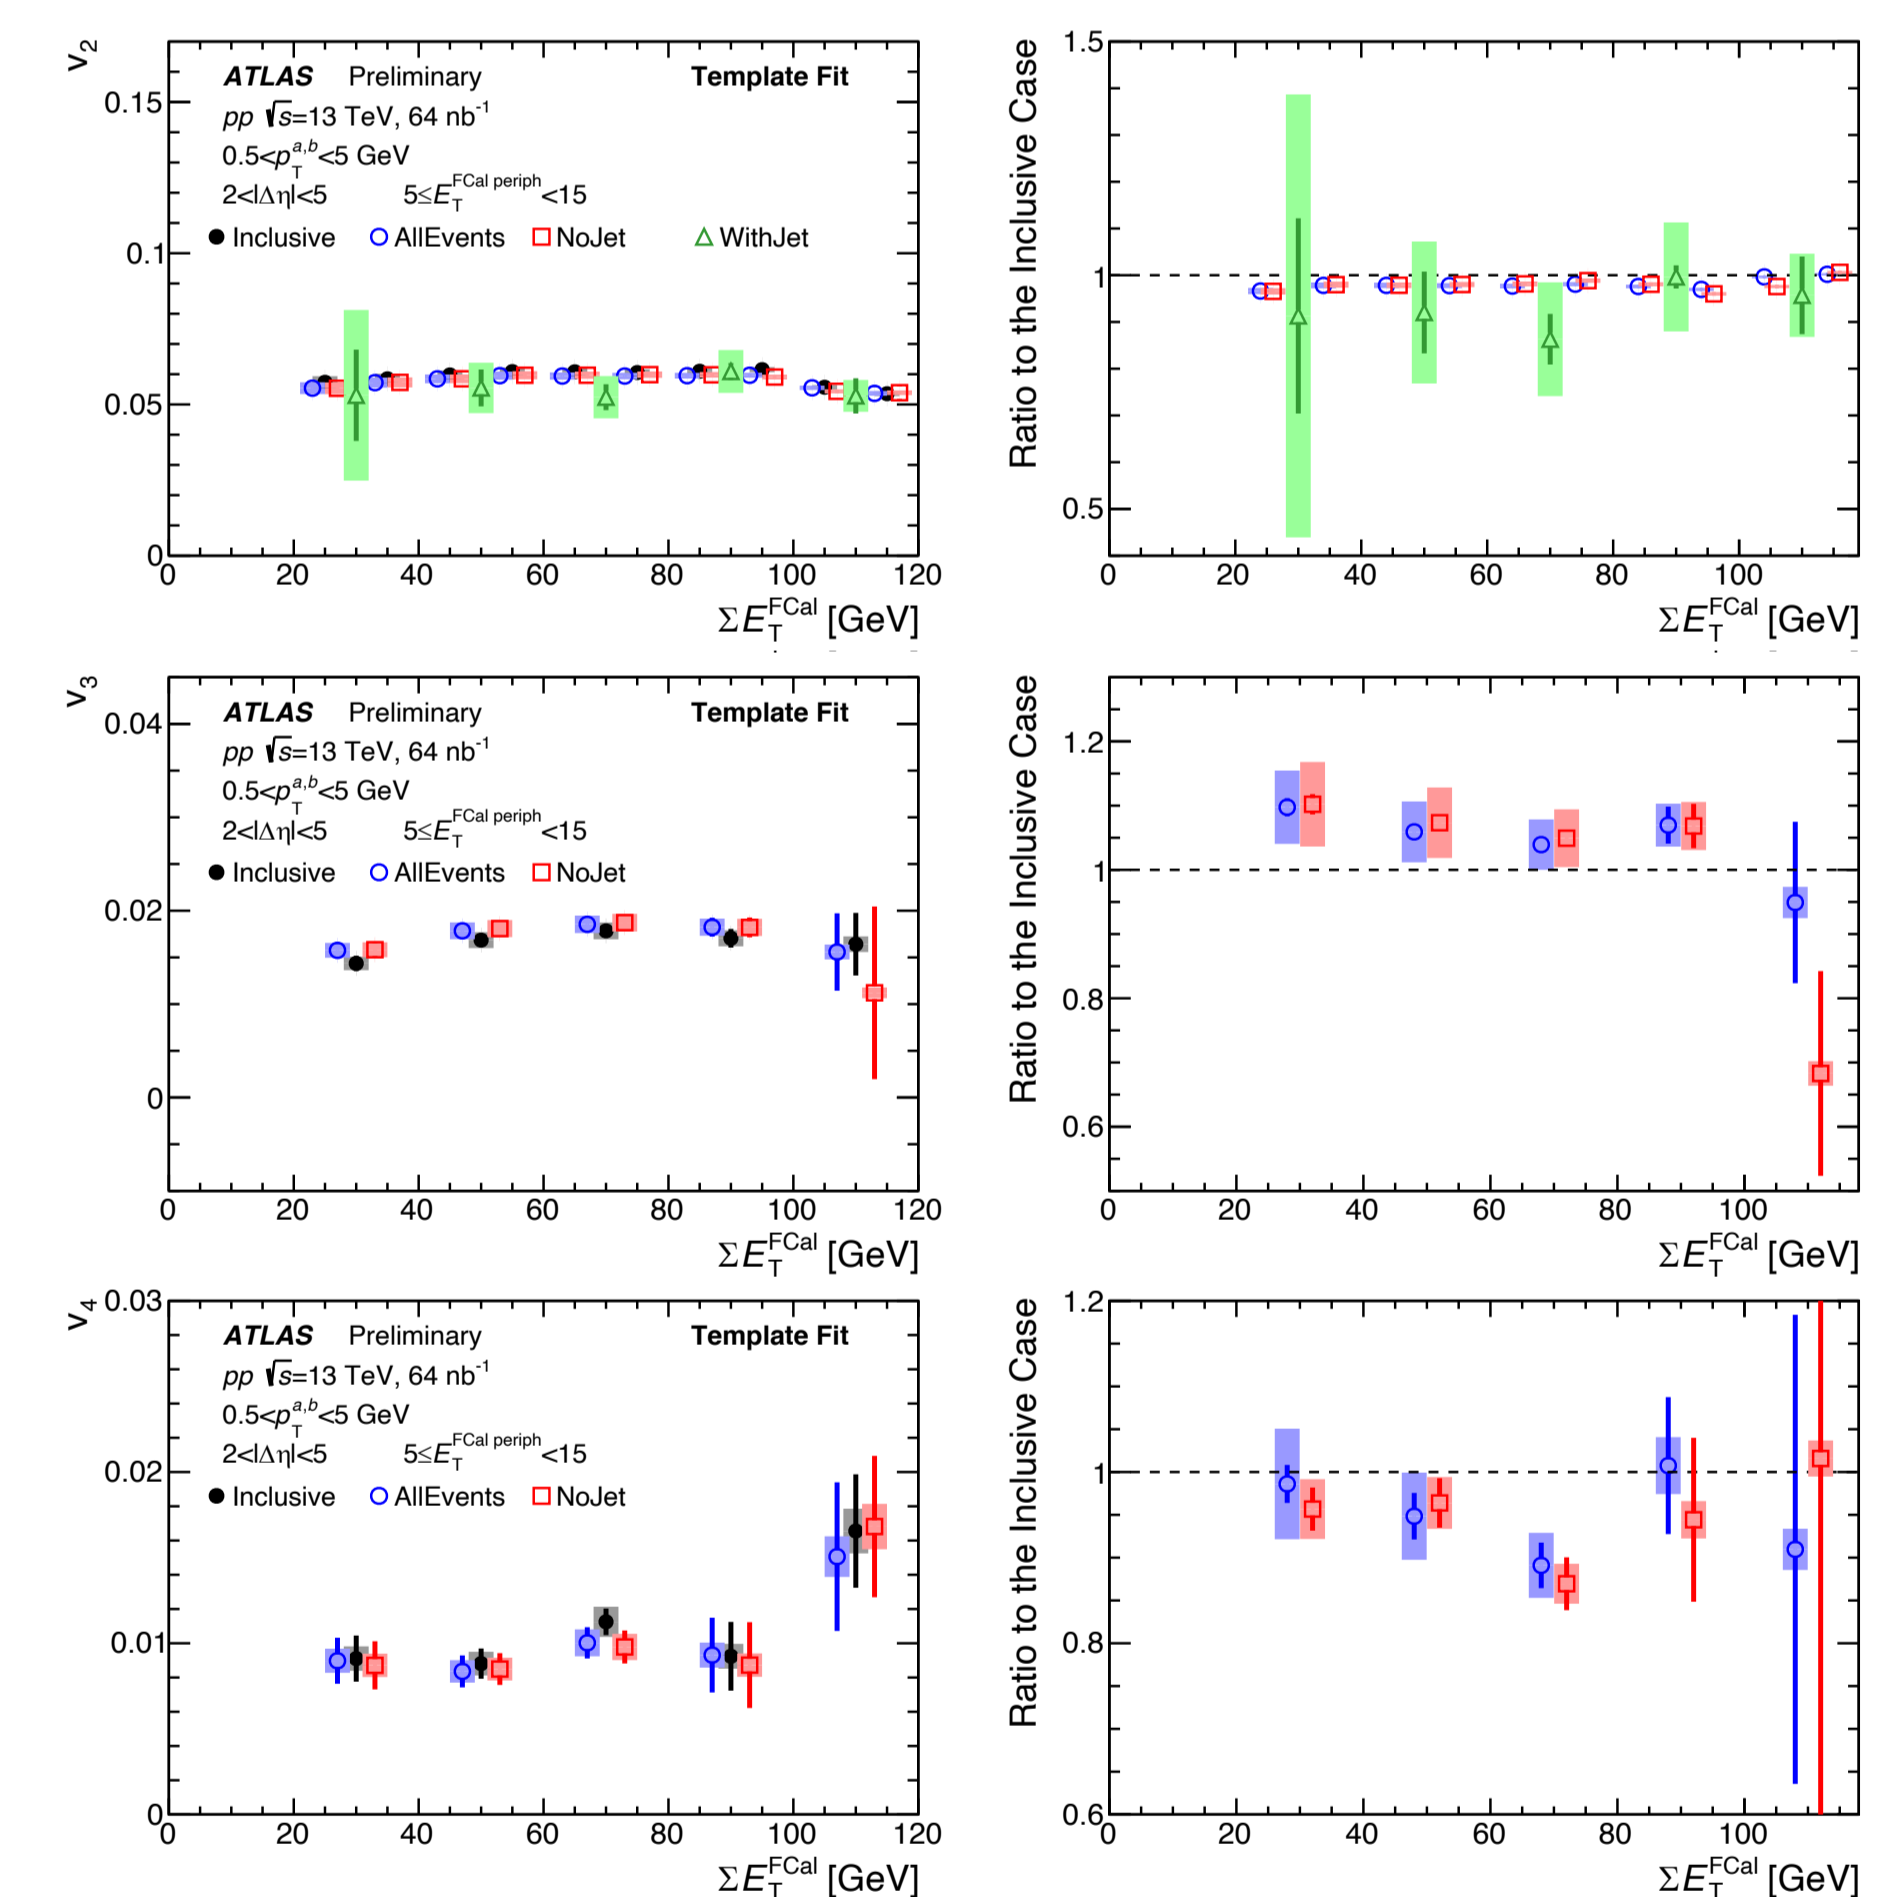 v2
0.15
0.1
0.05
0
ATLAS Preliminary Template Fit
pp √s=13 TeV, 64 nb-1
0.5<pTa,b<5 GeV
2<|Δη|<5 5≤ETFCal periph<15
Inclusive AllEvents NoJet WithJet
0 20 40 60 80 100 120
ΣETFCal [GeV]
Ratio to the Inclusive Case
1.5
1
0.5
0 20 40 60 80 100
ΣETFCal [GeV]
v3
0.04
0.02
0
ATLAS Preliminary Template Fit
pp √s=13 TeV, 64 nb-1
0.5<pTa,b<5 GeV
2<|Δη|<5 5≤ETFCal periph<15
Inclusive AllEvents NoJet
0 20 40 60 80 100 120
ΣETFCal [GeV]
Ratio to the Inclusive Case
1.2
1
0.8
0.6
0 20 40 60 80 100
ΣETFCal [GeV]
v4
0.03
0.02
0.01
0
ATLAS Preliminary Template Fit
pp √s=13 TeV, 64 nb-1
0.5<pTa,b<5 GeV
2<|Δη|<5 5≤ETFCal periph<15
Inclusive AllEvents NoJet
0 20 40 60 80 100 120
ΣETFCal [GeV]
Ratio to the Inclusive Case
1.2
1
0.8
0.6
0 20 40 60 80 100
ΣETFCal [GeV]